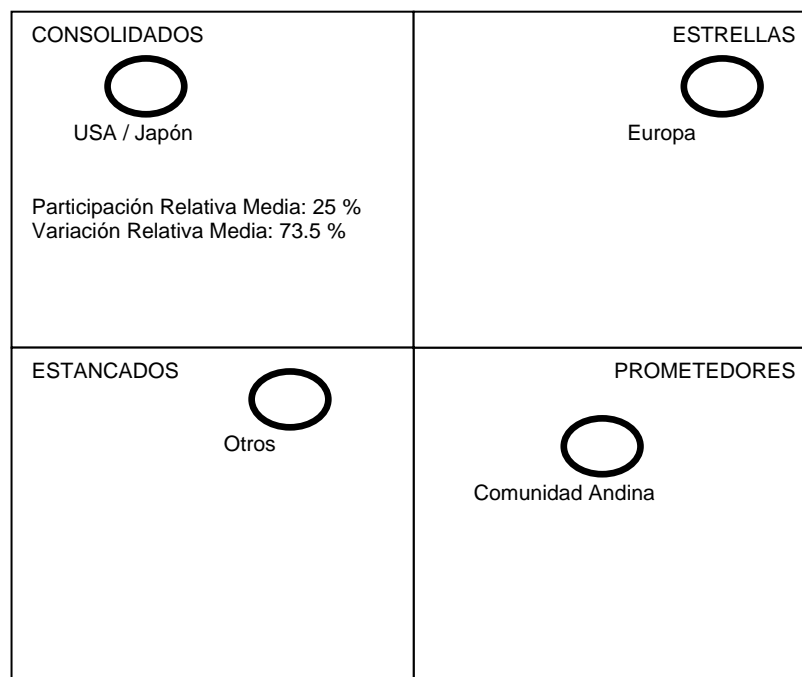 CONSOLIDADOS
ESTRELLAS
USA / Japón
Europa
Participación Relativa Media: 25 %
Variación Relativa Media: 73.5 %
ESTANCADOS
PROMETEDORES
Otros
Comunidad Andina